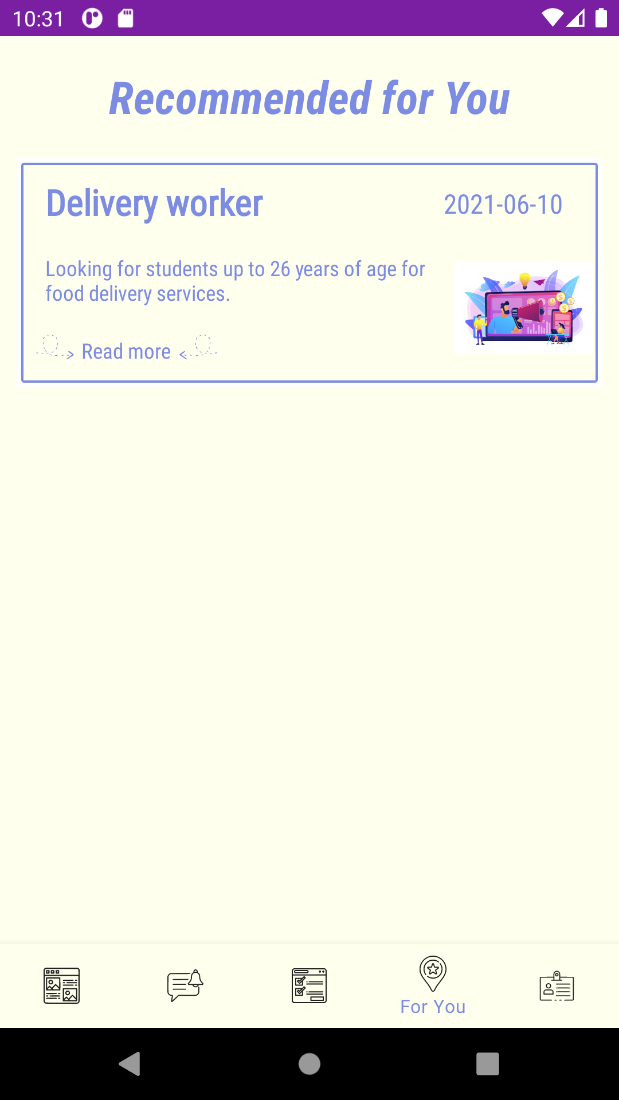 10:31
Recommended for You
Delivery worker
2021-06-10
Looking for students up to 26 years of age for
food delivery services.
Read more
For You